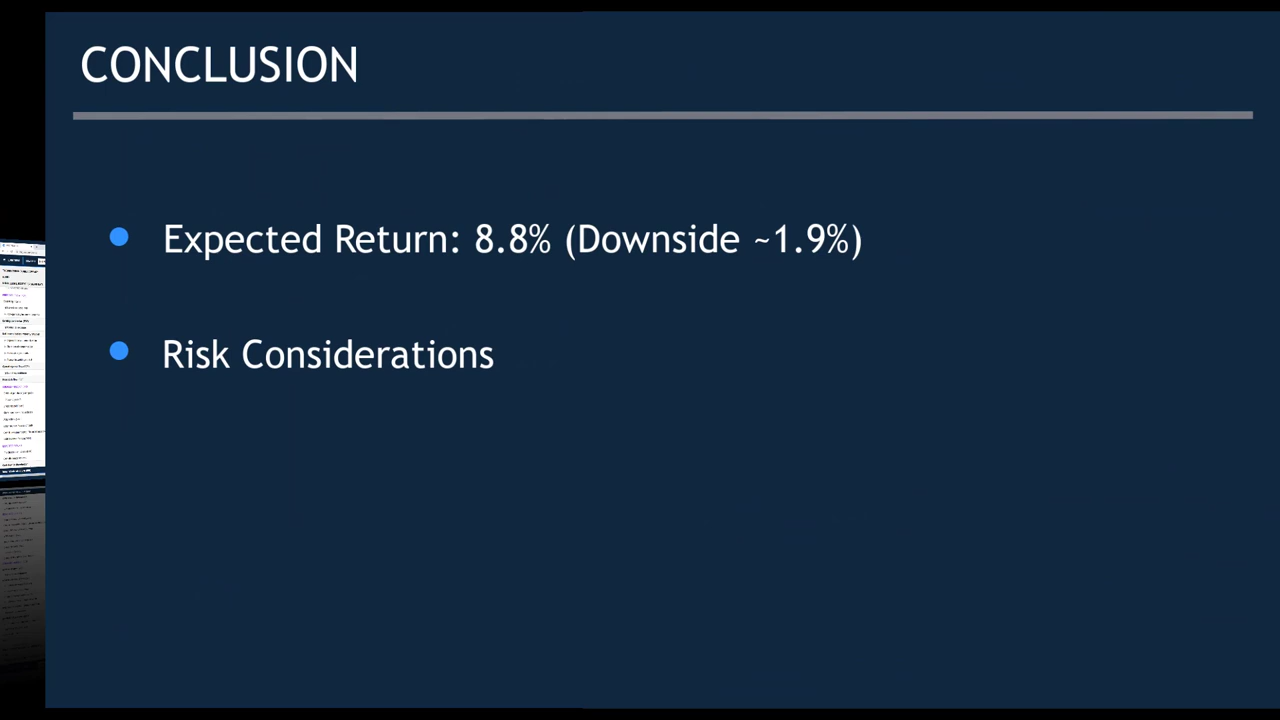 CONCLUSION
Expected Return: 8.8% (Downside ~1.9%)
Risk Considerations